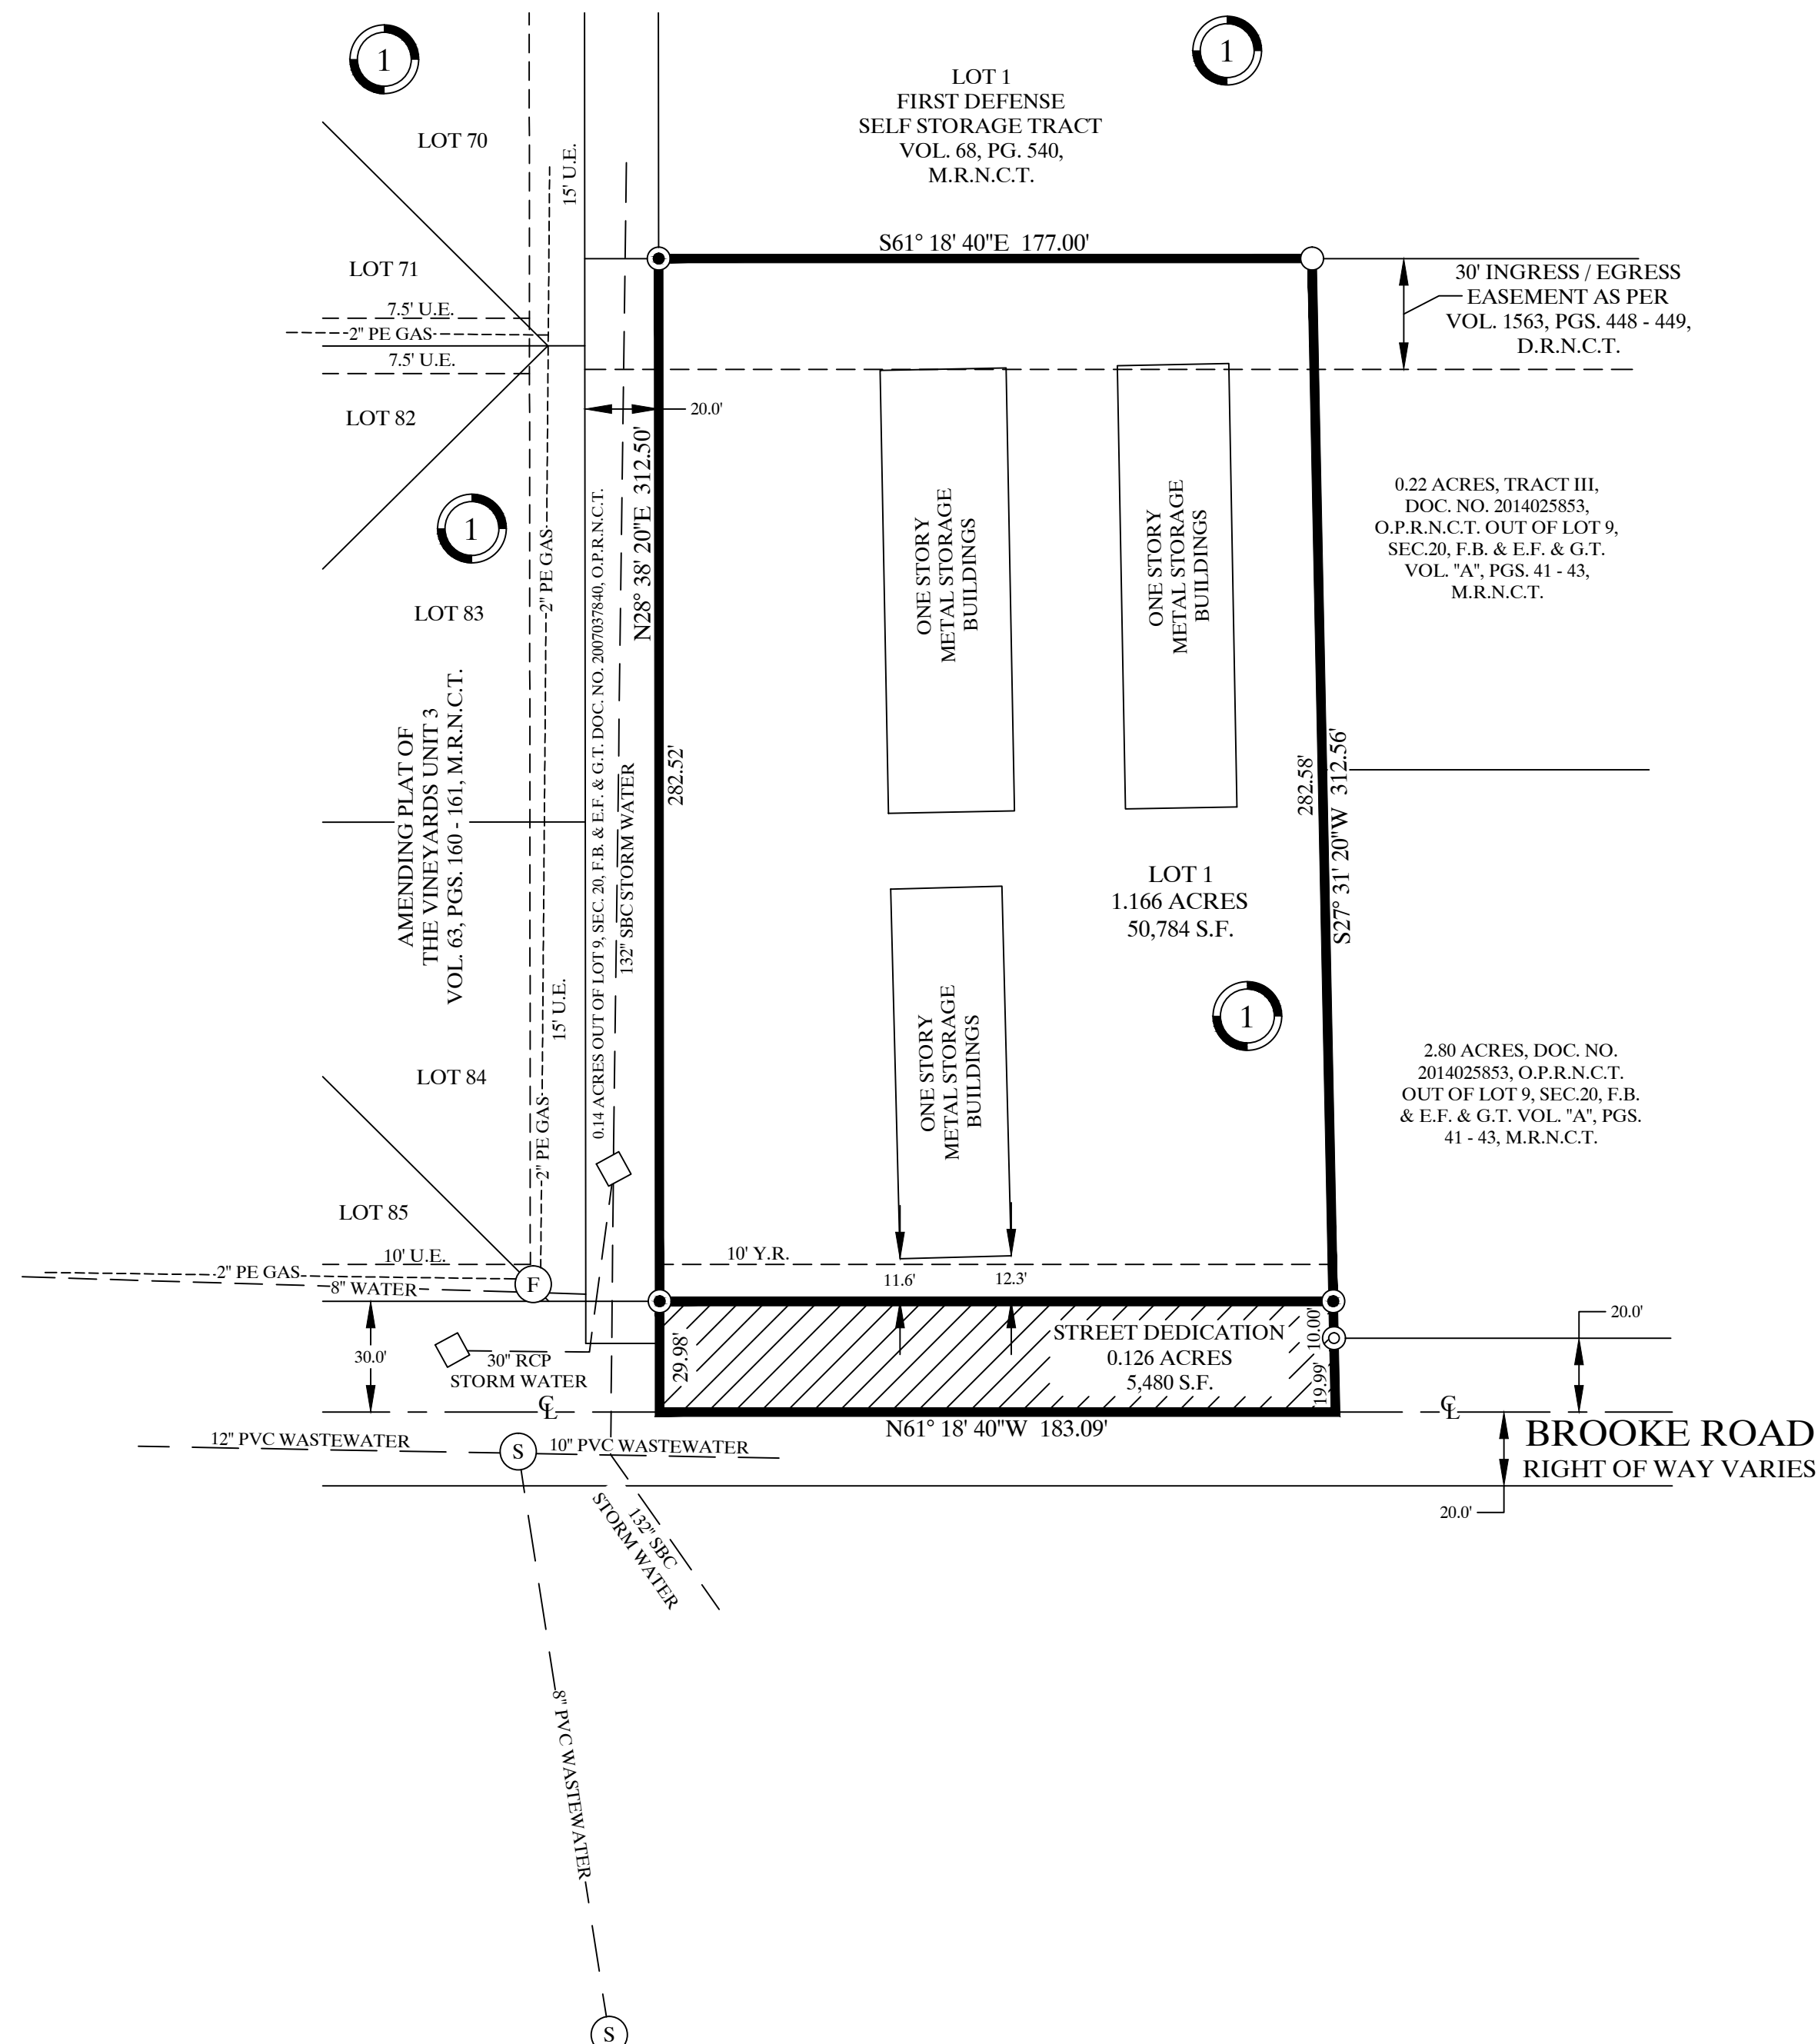 1
1
LOT 1
FIRST DEFENSE
SELF STORAGE TRACT
VOL. 68, PG. 540,
M.R.N.C.T.
LOT 70
15' U.E.
S61° 18' 40"E  177.00'
LOT 71
7.5' U.E.
2" PE GAS
7.5' U.E.
LOT 82
30' INGRESS / EGRESS
EASEMENT AS PER
VOL. 1563, PGS. 448 - 449,
D.R.N.C.T.
20.0'
N28° 38' 20"E  312.50'
282.52'
1
LOT 83
2" PE GAS
0.14 ACRES OUT OF LOT 9, SEC. 20, F.B. & E.F. & G.T. DOC. NO. 2007037840, O.P.R.N.C.T.
132" SBC STORM WATER
ONE STORY
METAL STORAGE
BUILDINGS
ONE STORY
METAL STORAGE
BUILDINGS
0.22 ACRES, TRACT III,
DOC. NO. 2014025853,
O.P.R.N.C.T. OUT OF LOT 9,
SEC.20, F.B. & E.F. & G.T.
VOL. "A", PGS. 41 - 43,
M.R.N.C.T.
282.58'
S27° 31' 20"W  312.56'
AMENDING PLAT OF
THE VINEYARDS UNIT 3
VOL. 63, PGS. 160 - 161, M.R.N.C.T.
LOT 1
1.166 ACRES
50,784 S.F.
1
15' U.E.
ONE STORY
METAL STORAGE
BUILDINGS
2.80 ACRES, DOC. NO.
2014025853, O.P.R.N.C.T.
OUT OF LOT 9, SEC.20, F.B.
& E.F. & G.T. VOL. "A", PGS.
41 - 43, M.R.N.C.T.
LOT 84
2" PE GAS
LOT 85
10' U.E.
2" PE GAS
8" WATER
F
10' Y.R.
11.6'
12.3'
30.0'
30" RCP
STORM WATER
29.98'
STREET DEDICATION
0.126 ACRES
5,480 S.F.
10.00'
19.99'
20.0'
℄
℄
N61° 18' 40"W  183.09'
BROOKE ROAD
RIGHT OF WAY VARIES
20.0'
12" PVC WASTEWATER
S
10" PVC WASTEWATER
132" SBC
STORM WATER
8" PVC WASTEWATER
S